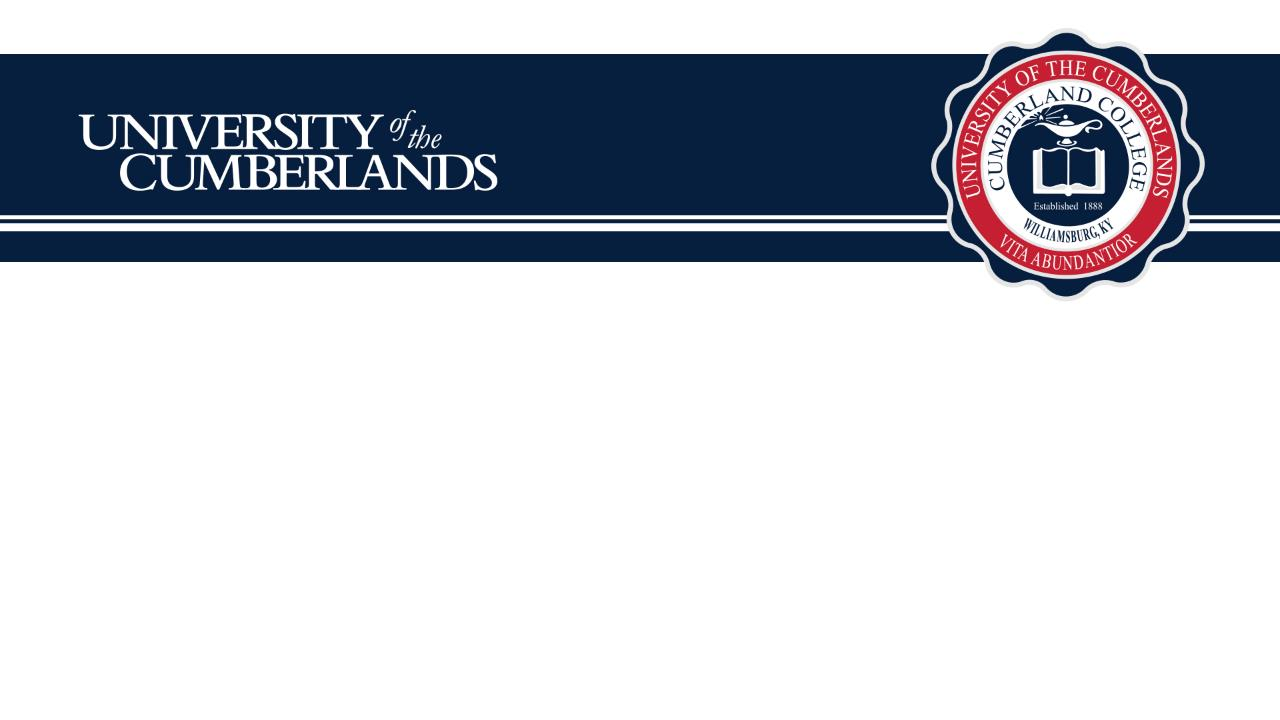 UNIVERSITY of the
CUMBERLANDS
UNIVERSITY OF THE CUMBERLANDS
CUMBERLAND COLLEGE
Established 1888
WILLIAMSBURG, KY
VITA ABUNDANTIOR